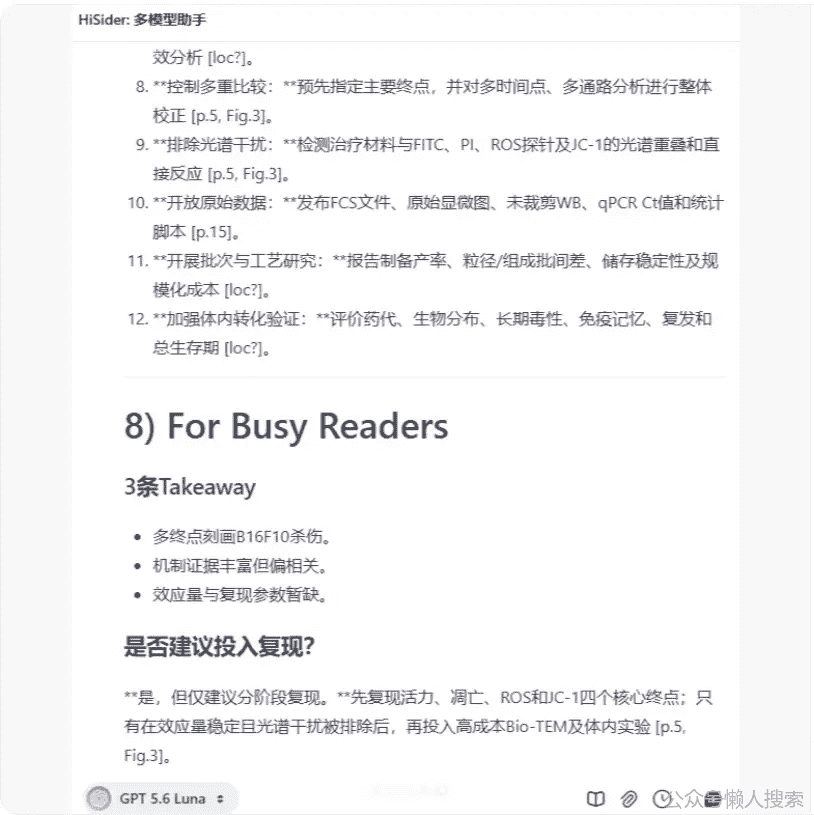 HiSider: 多模型助手
效分析 [loc?]。
8. **控制多重比较：**预先指定主要终点，并对多时间点、多通路分析进行整体
校正 [p.5, Fig.3]。
9. **排除光谱干扰：**检测治疗材料与FITC、PI、ROS探针及JC-1的光谱重叠和直
接反应 [p.5, Fig.3]。
10. **开放原始数据：**发布FCS文件、原始显微图、未裁剪WB、qPCR Ct值和统计
脚本 [p.15]。
11. **开展批次与工艺研究：**报告制备产率、粒径/组成批间差、储存稳定性及规
模化成本 [loc?]。
12. **加强体内转化验证：**评价药代、生物分布、长期毒性、免疫记忆、复发和
总生存期 [loc?]。
8) For Busy Readers
3条Takeaway
• 多终点刻画B16F10杀伤。
• 机制证据丰富但偏相关。
• 效应量与复现参数暂缺。
是否建议投入复现？
**是，但仅建议分阶段复现。**先复现活力、凋亡、ROS和JC-1四个核心终点；只
有在效应量稳定且光谱干扰被排除后，再投入高成本Bio-TEM及体内实验 [p.5,
Fig.3]。
GPT 5.6 Luna
公众号 懒人搜索